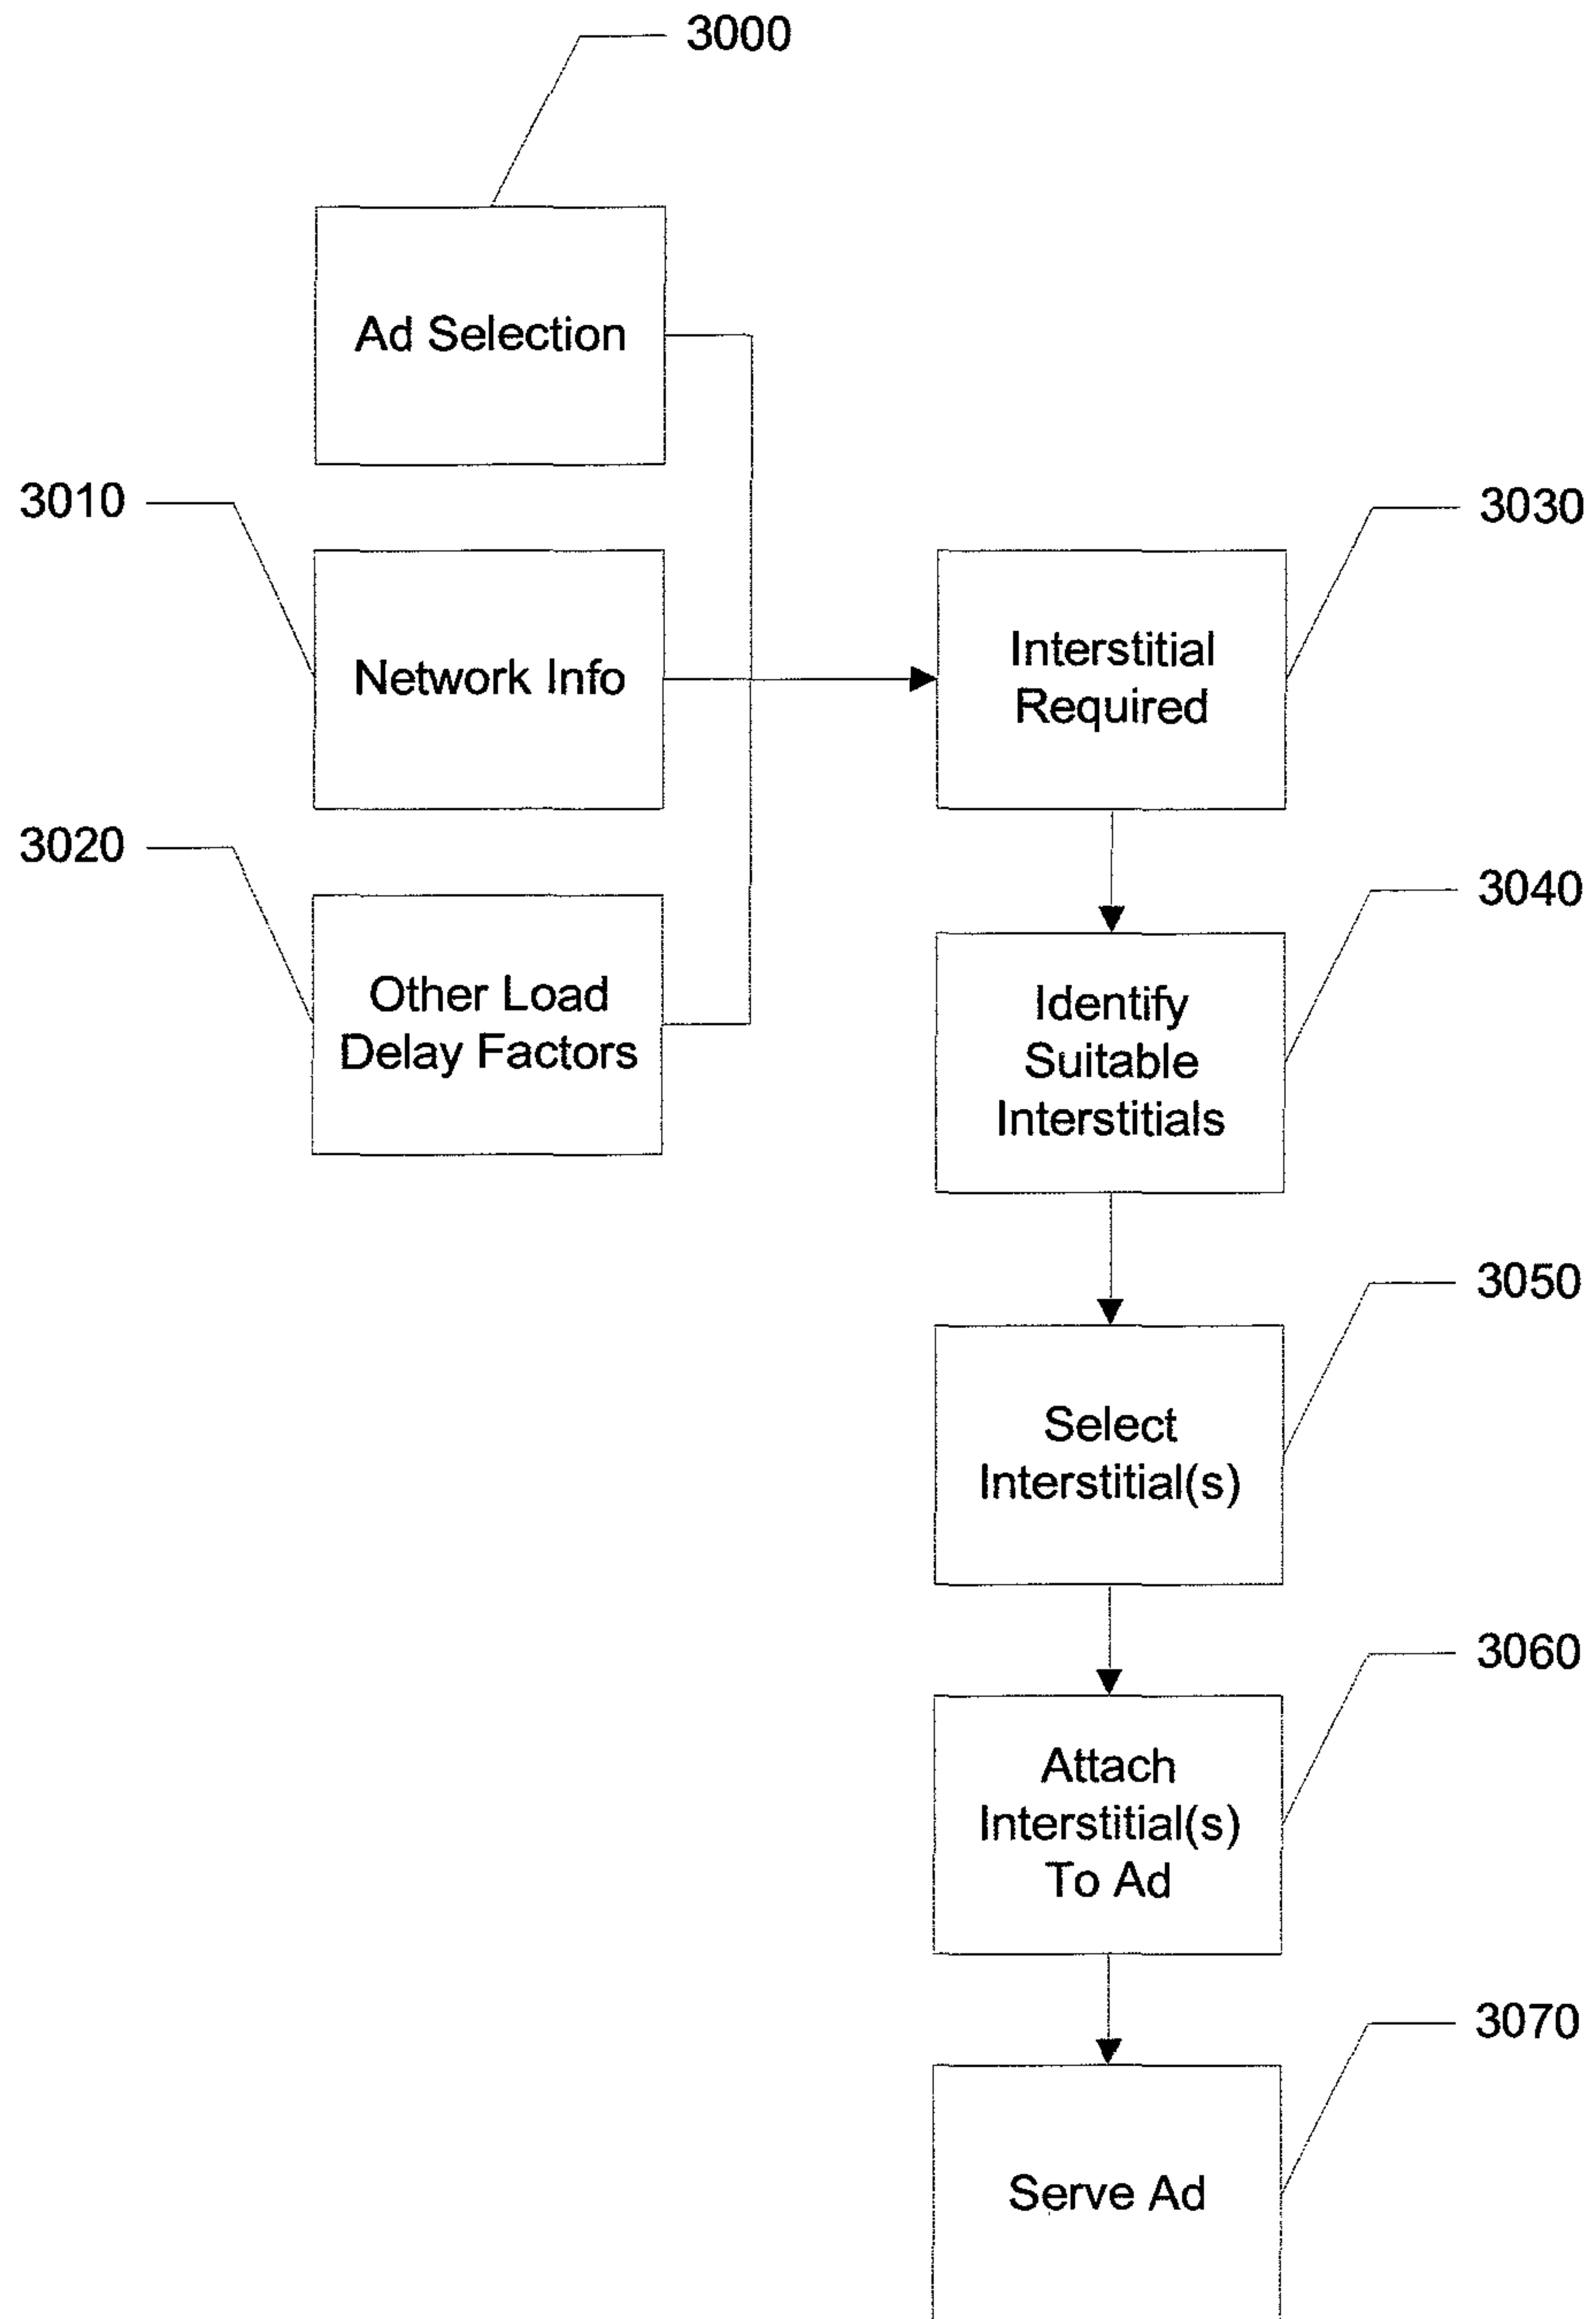 3000
Ad Selection
3010
Network Info
3020
Other Load
Delay Factors
3030
Interstitial
Required
3040
Identify
Suitable
Interstitials
3050
Select
Interstitial(s)
3060
Attach
Interstitial(s)
To Ad
3070
Serve Ad